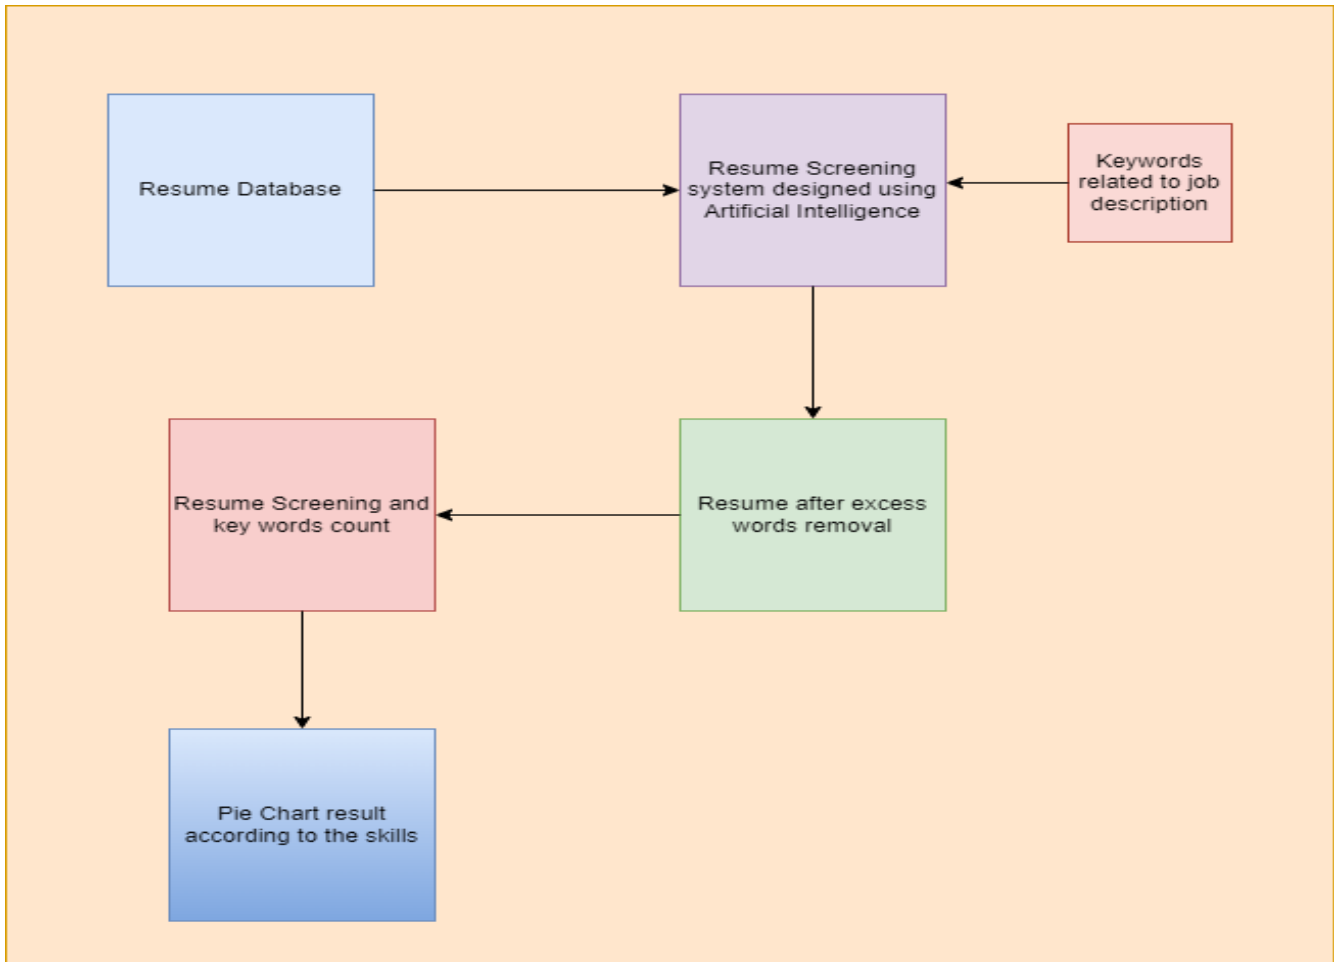 Resume Database
Resume Screening
system designed using
Artificial Intelligence
Keywords
related to job
description
Resume Screening and
key words count
Resume after excess
words removal
Pie Chart result
according to the skills